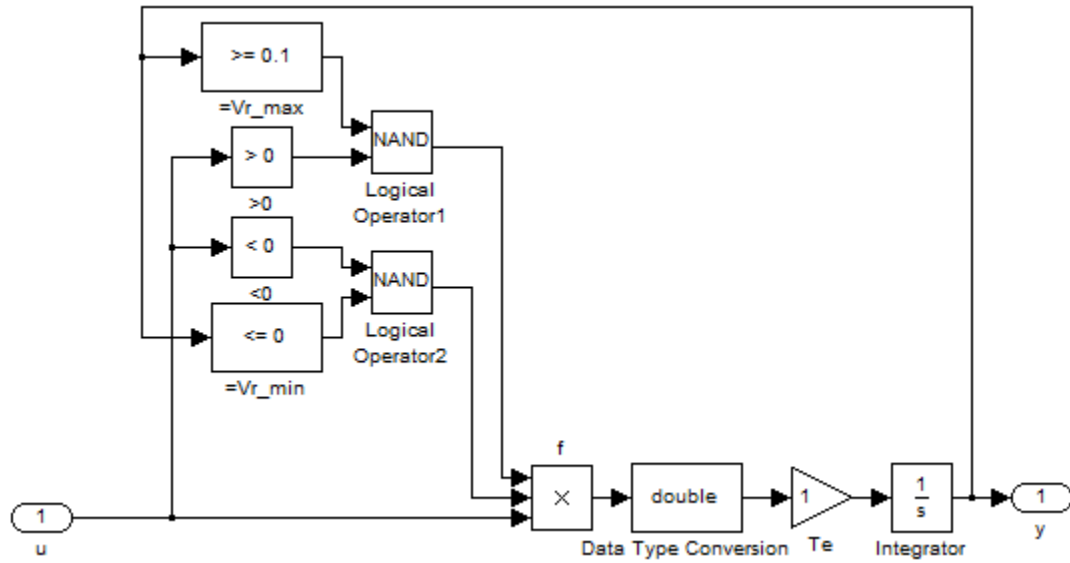 >= 0.1
=Vr_max
NAND
> 0
>0
Logical
Operator1
< 0
<0
NAND
<= 0
=Vr_min
Logical
Operator2
f
×
double
1
1
s
1
u
Data Type Conversion
Te
Integrator
1
y